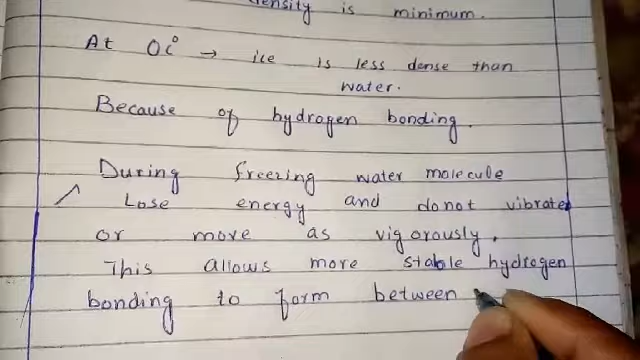 density is minimum.
At 0c° → ice is less dense than
water.
Because of hydrogen bonding.
During freezing water molecule
Lose energy and donot vibrate
or move as vigorously.
This allows more stable hydrogen
bonding to form between